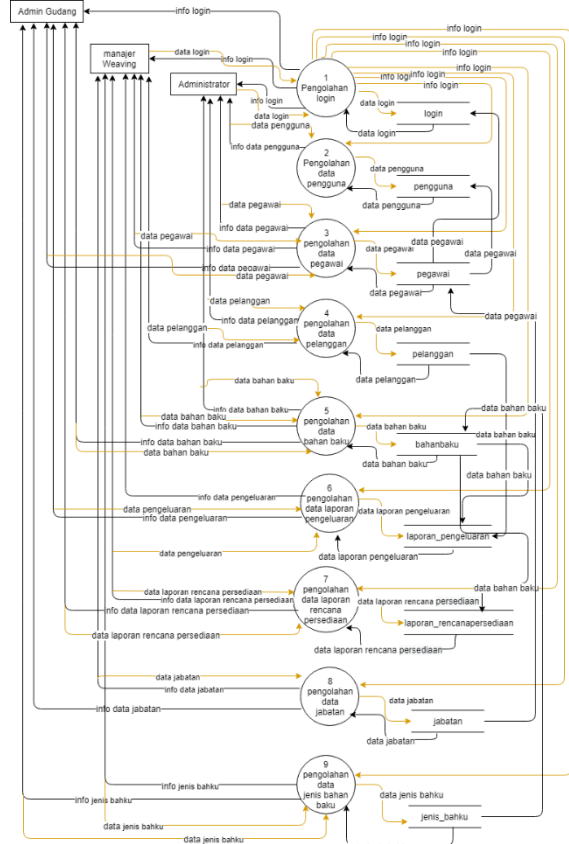 Admin Gudang
info login
manajer
Weaving
data login
info login
Administrator
info login
data login
1
Pengolahan
login
info login
info login
info login
info login
info login
info login
info login
info login
data login
login
data login
data pengguna
info data pengguna
2
Pengolahan
data
pengguna
data pengguna
pengguna
data pengguna
data pegawai
data pegawai
info data pegawai
info data pegawai
data pegawai
3
pengolahan
data
pegawai
data pegawai
data pegawai
pegawai
data pegawai
data pegawai
data pelanggan
info data pelanggan
data pelanggan
info data pelanggan
4
pengolahan
data
pelanggan
data pelanggan
pelanggan
data pelanggan
data bahan baku
info data bahan baku
data bahan baku
info data bahan baku
info data bahan baku
data bahan baku
5
pengolahan
data
bahan baku
data bahan baku
data bahan baku
bahanbaku
data bahan baku
data bahan baku
info data pengeluaran
data pengeluaran
info data pengeluaran
data pengeluaran
6
pengolahan
data laporan
pengeluaran
data laporan pengeluaran
laporan_pengeluaran
data laporan pengeluaran
data laporan rencana persediaan
info data laporan rencana persediaan
info data laporan rencana persediaan
data laporan rencana persediaan
7
pengolahan
data laporan
rencana
persediaan
data bahan baku
data laporan rencana persediaan
laporan_rencanapersediaan
data laporan rencana persediaan
data jabatan
info data jabatan
info data jabatan
8
pengolahan
data
jabatan
data jabatan
jabatan
data jabatan
info jenis bahku
info jenis bahku
data jenis bahku
data jenis bahku
9
pengolahan
data
jenis bahan
baku
data jenis bahku
jenis_bahku